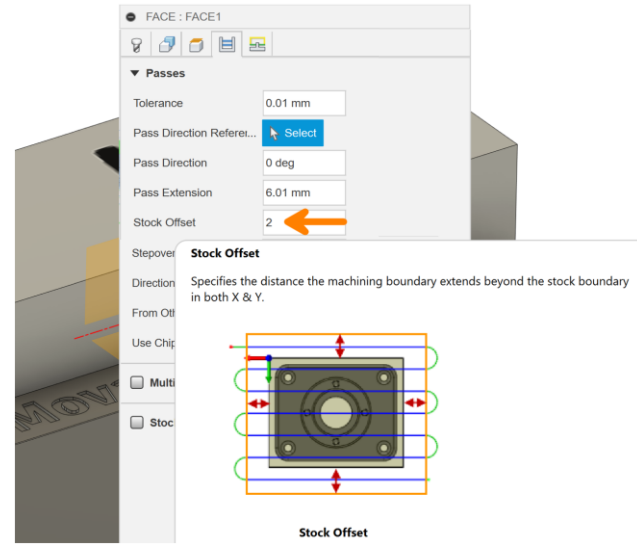 FACE : FACE1
Passes
Tolerance
0.01 mm
Pass Direction Referen...
Select
Pass Direction
0 deg
Pass Extension
6.01 mm
Stock Offset
2
Stepover
Stock Offset
Direction
Specifies the distance the machining boundary extends beyond the stock boundary
in both X & Y.
From Oth
Use Chip
Multi
MOV
Stoc
Stock Offset